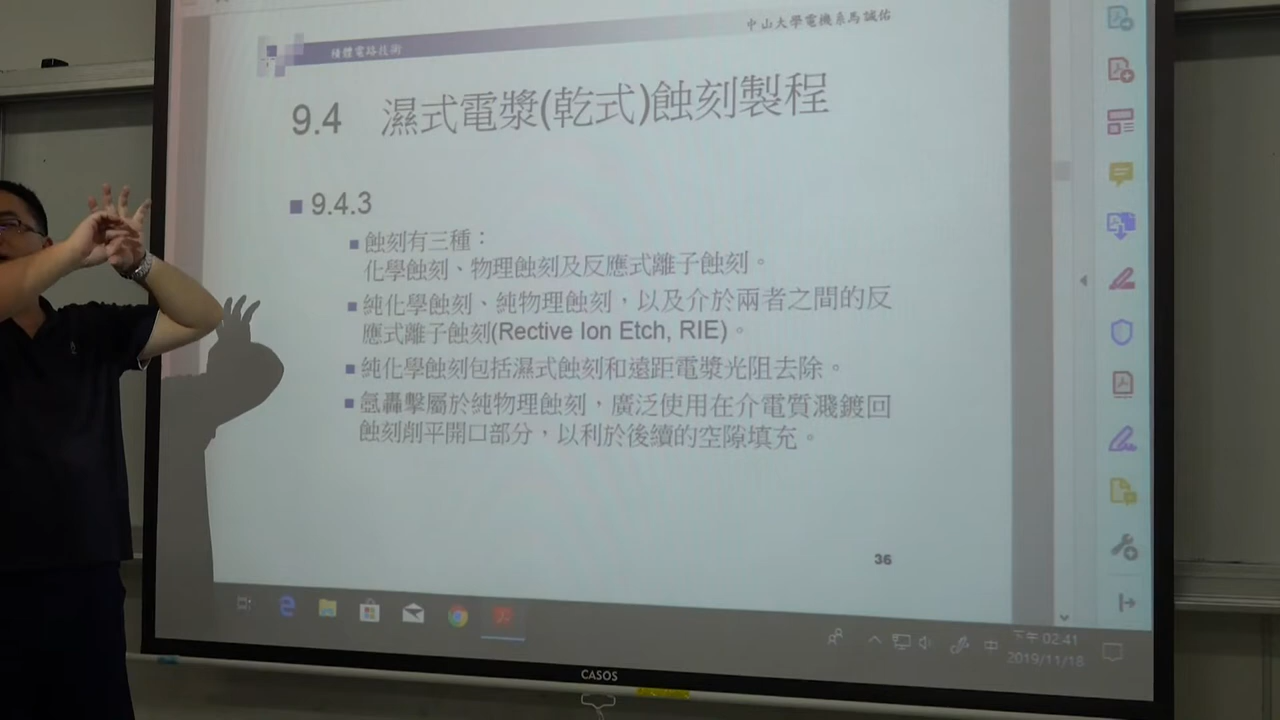 中山大學電機系馬誠佑
積體電路技術
9.4 濕式電漿(乾式)蝕刻製程
9.4.3
蝕刻有三種：
化學蝕刻、物理蝕刻及反應式離子蝕刻。
純化學蝕刻、純物理蝕刻，以及介於兩者之間的反
應式離子蝕刻(Rective Ion Etch, RIE)。
純化學蝕刻包括濕式蝕刻和遠距電漿光阻去除。
氬轟擊屬於純物理蝕刻，廣泛使用在介電質濺鍍回
蝕刻削平開口部分，以利於後續的空隙填充。
36
中
下午 02:41
2019/11/18
CASOS